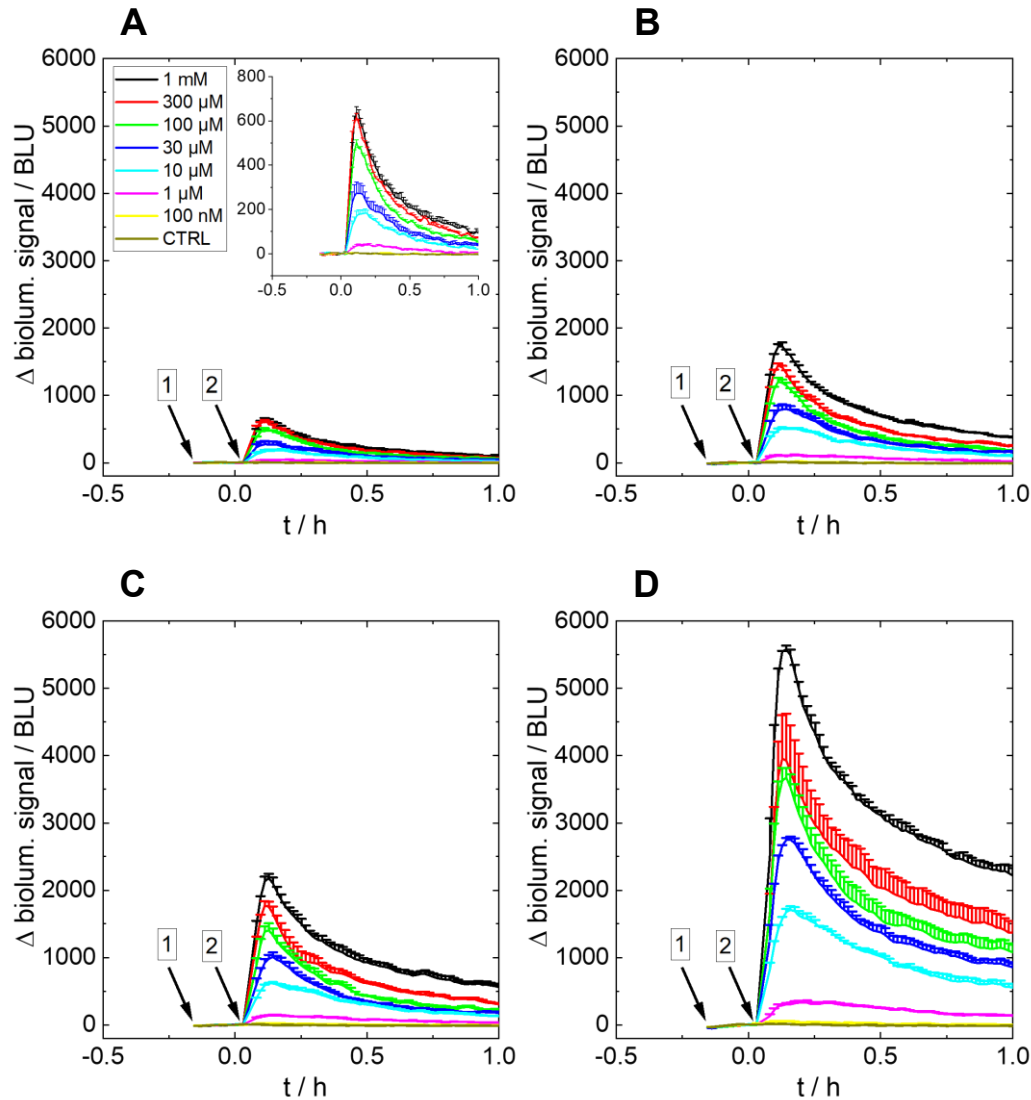 A
6000
5000
4000
3000
2000
1000
0
Δ biolum. signal / BLU
1 mM
300 μM
100 μM
30 μM
10 μM
1 μM
100 nM
CTRL
800
600
400
200
0
-0.5 0.0 0.5 1.0
1 2
-0.5 0.0 0.5 1.0
t / h
B
6000
5000
4000
3000
2000
1000
0
Δ biolum. signal / BLU
1 2
-0.5 0.0 0.5 1.0
t / h
C
6000
5000
4000
3000
2000
1000
0
Δ biolum. signal / BLU
1 2
-0.5 0.0 0.5 1.0
t / h
D
6000
5000
4000
3000
2000
1000
0
Δ biolum. signal / BLU
1 2
-0.5 0.0 0.5 1.0
t / h